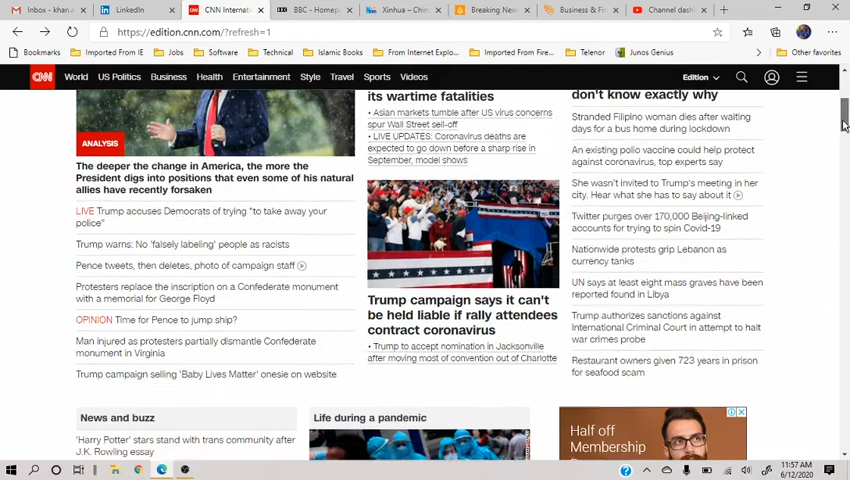 Inbox - khan.a
LinkedIn
CNN Internati
BBC - Homep
Xinhua – Chin
Breaking New
Business & Fi
Channel dash
https://edition.cnn.com/?refresh=1
Bookmarks
Imported From IE
Jobs
Software
Technical
Islamic Books
From Internet Explo...
Imported From Firef...
Telenor
Junos Genius
Other favorites
CNN World US Politics Business Health Entertainment Style Travel Sports Videos
Edition
ANALYSIS
The deeper the change in America, the more the
President digs into positions that even some of his natural
allies have recently forsaken
LIVE Trump accuses Democrats of trying "to take away your
police"
Trump warns: No 'falsely labeling' people as racists
Pence tweets, then deletes, photo of campaign staff
Protesters replace the inscription on a Confederate monument
with a memorial for George Floyd
OPINION Time for Pence to jump ship?
Man injured as protesters partially dismantle Confederate
monument in Virginia
Trump campaign selling 'Baby Lives Matter' onesie on website
its wartime fatalities
• Asian markets tumble after US virus concerns
spur Wall Street sell-off
• LIVE UPDATES: Coronavirus deaths are
expected to go down before a sharp rise in
September, model shows
Trump campaign says it can't
be held liable if rally attendees
contract coronavirus
• Trump to accept nomination in Jacksonville
after moving most of convention out of Charlotte
don't know exactly why
Stranded Filipino woman dies after waiting
days for a bus home during lockdown
An existing polio vaccine could help protect
against coronavirus, top experts say
She wasn't invited to Trump's meeting in her
city. Hear what she has to say about it
Twitter purges over 170,000 Beijing-linked
accounts for trying to spin Covid-19
Nationwide protests grip Lebanon as
currency tanks
UN says at least eight mass graves have been
reported found in Libya
Trump authorizes sanctions against
International Criminal Court in attempt to halt
war crimes probe
Restaurant owners given 723 years in prison
for seafood scam
News and buzz
'Harry Potter' stars stand with trans community after
J.K. Rowling essay
Life during a pandemic
Half off
Membership
11:57 AM
6/12/2020